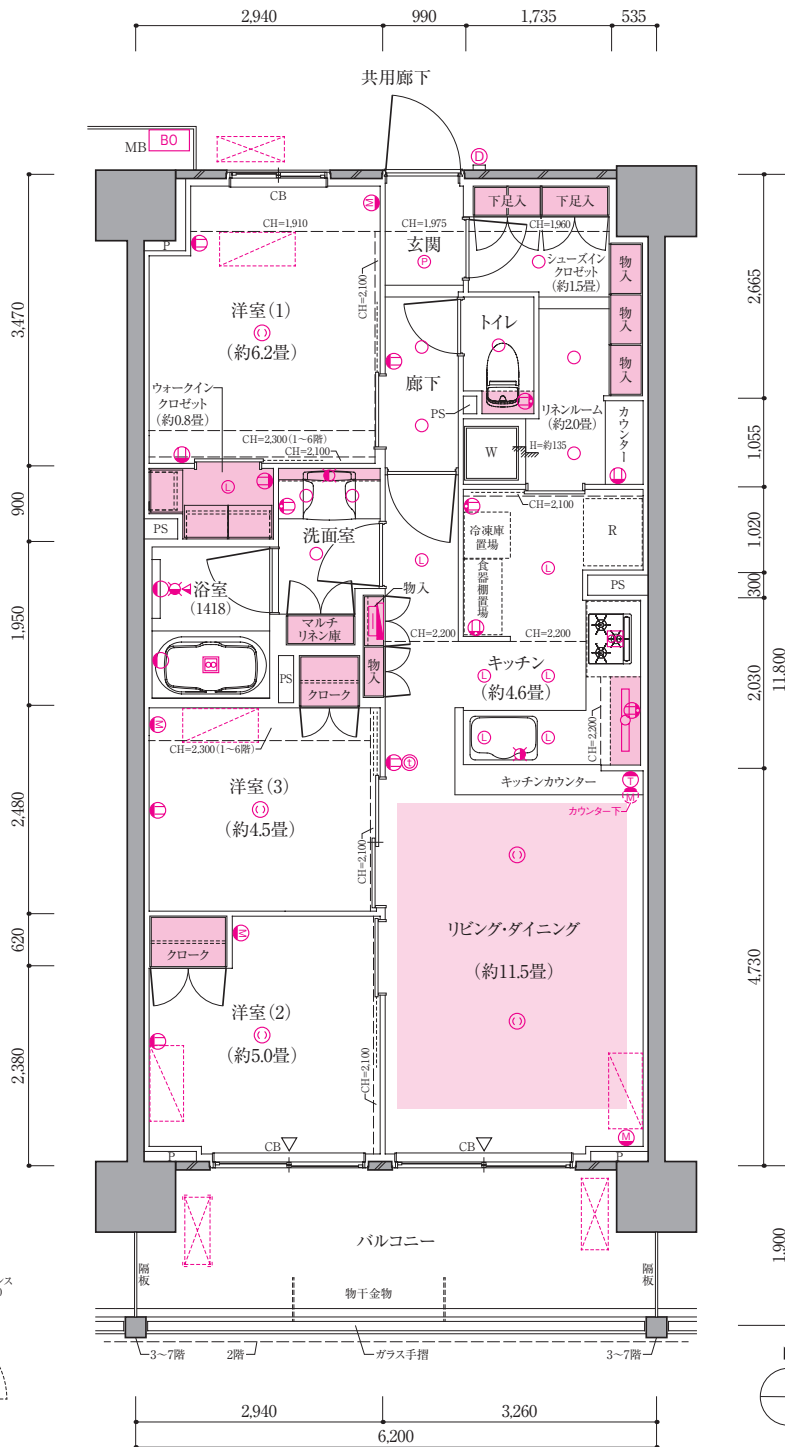 2,940
990
1,735
535
共用廊下
MB
BO
D
CB
M
下足入
下足入
CH=1,910
CH=1,975
CH=1,960
P
玄関
P
シューズイン
クロゼット
(約1.5畳)
物入
物入
物入
CH=2,100
洋室(1)
(約6.2畳)
トイレ
廊下
PS
リネンルーム
(約2.0畳)
カウンター
ウォークイン
クロゼット
(約0.8畳)
CH=2,300(1~6階)
CH=2,100
W
H=約135
L
PS
洗面室
CH=2,100
冷凍庫
置場
R
食器棚置場
L
L
浴室
(1418)
物入
PS
マルチ
リネン庫
CH=2,200
CH=2,200
キッチン
(約4.6畳)
物入
PS
クローク
L
L
L
L
CH=2,200
M
CH=2,300(1~6階)
t
キッチンカウンター
T
M
カウンター下
洋室(3)
(約4.5畳)
CH=2,100
クローク
M
リビング・ダイニング
(約11.5畳)
洋室(2)
(約5.0畳)
CH=2,100
M
P
CB
CB
P
バルコニー
隔板
隔板
物干金物
3~7階
2階
ガラス手摺
3~7階
3,470
900
1,950
2,480
620
2,380
2,665
1,055
1,020
300
2,030
4,730
11,800
1,900
2,940
3,260
6,200